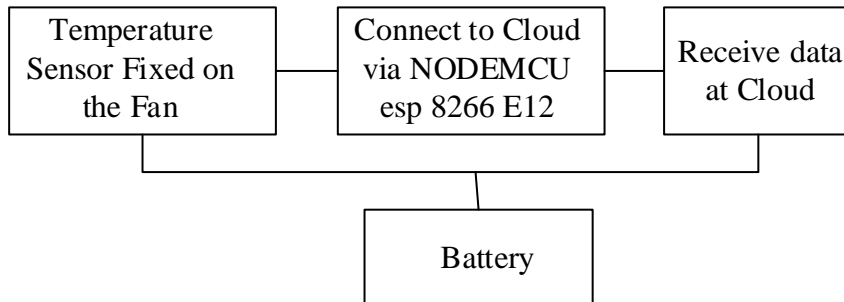 Temperature
Sensor Fixed on
the Fan
Connect to Cloud
via NODEMCU
esp 8266 E12
Receive data
at Cloud
Battery